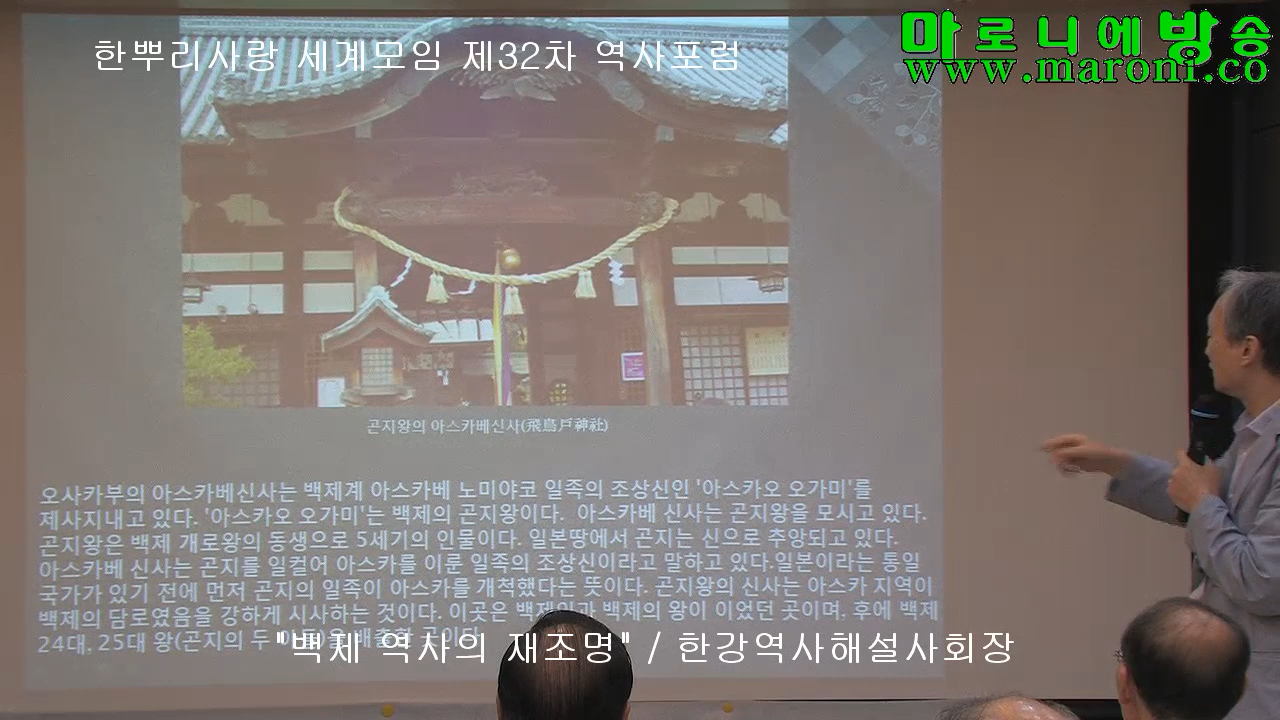 한뿌리사랑 세계모임 제32차 역사포럼
마로니에방송
www.maroni.co
곤지왕의 아스카베신사(飛鳥戸神社)
오사카부의 아스카베신사는 백제계 아스카베 노미야코 일족의 조상신인 '아스카오 오가미'를
제사지내고 있다. '아스카오 오가미'는 백제의 곤지왕이다. 아스카베 신사는 곤지왕을 모시고 있다.
곤지왕은 백제 개로왕의 동생으로 5세기의 인물이다. 일본땅에서 곤지는 신으로 추앙되고 있다.
아스카베 신사는 곤지를 일컬어 아스카를 이룬 일족의 조상신이라고 말하고 있다.일본이라는 통일
국가가 있기 전에 먼저 곤지의 일족이 아스카를 개척했다는 뜻이다. 곤지왕의 신사는 아스카 지역이
백제의 담로였음을 강하게 시사하는 것이다. 이곳은 백제인과 백제의 왕이 이었던 곳이며, 후에 백제
24대, 25대 왕(곤지의 두
"백제 역사의 재조명" / 한강역사해설사회장